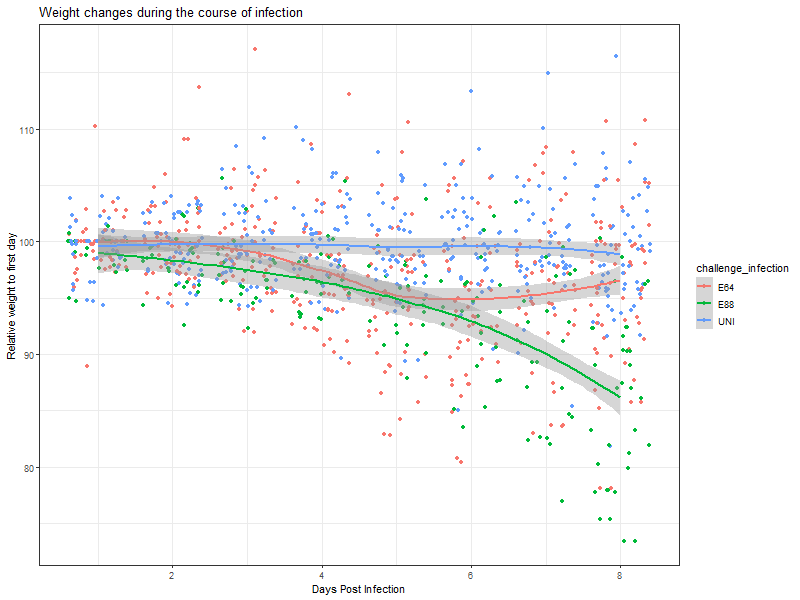 Weight changes during the course of infection
Relative weight to first day
110
100
90
80
2
4
6
8
Days Post Infection
challenge_infection
E64
E88
UNI